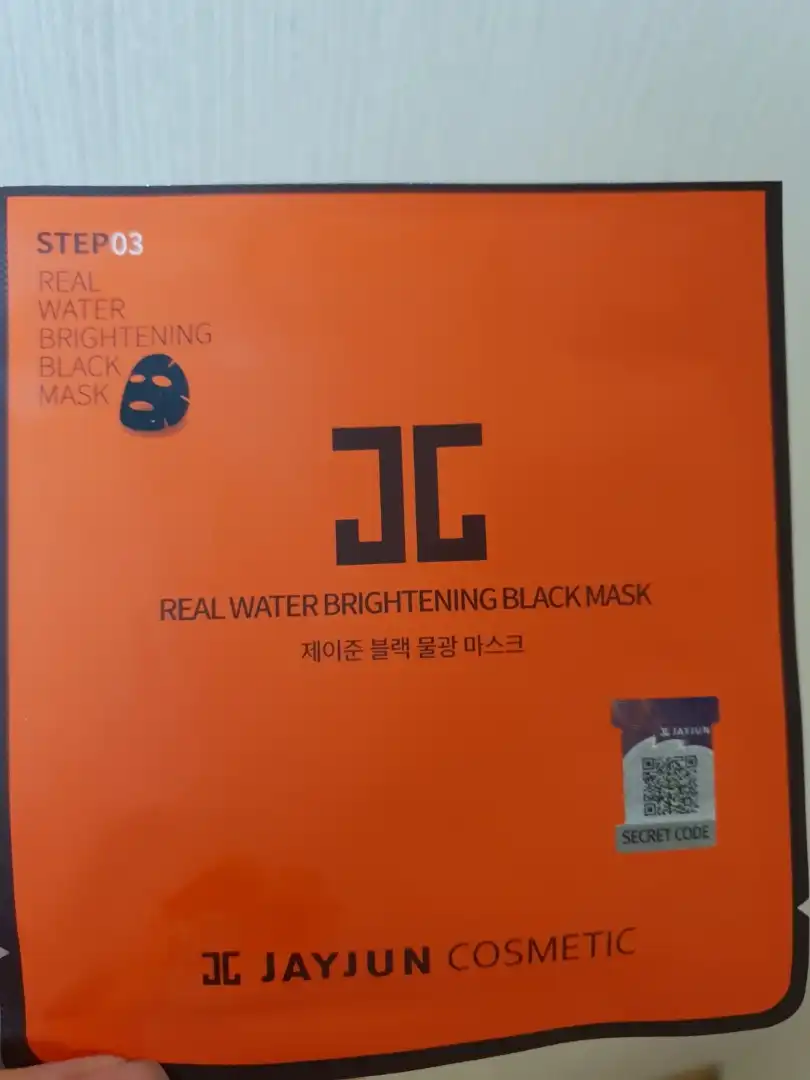 STEP03
REAL
WATER
BRIGHTENING
BLACK
MASK
REAL WATER BRIGHTENING BLACK MASK
제이준 블랙 물광 마스크
JAYJUN
SECRET CODE
JAYJUN COSMETIC